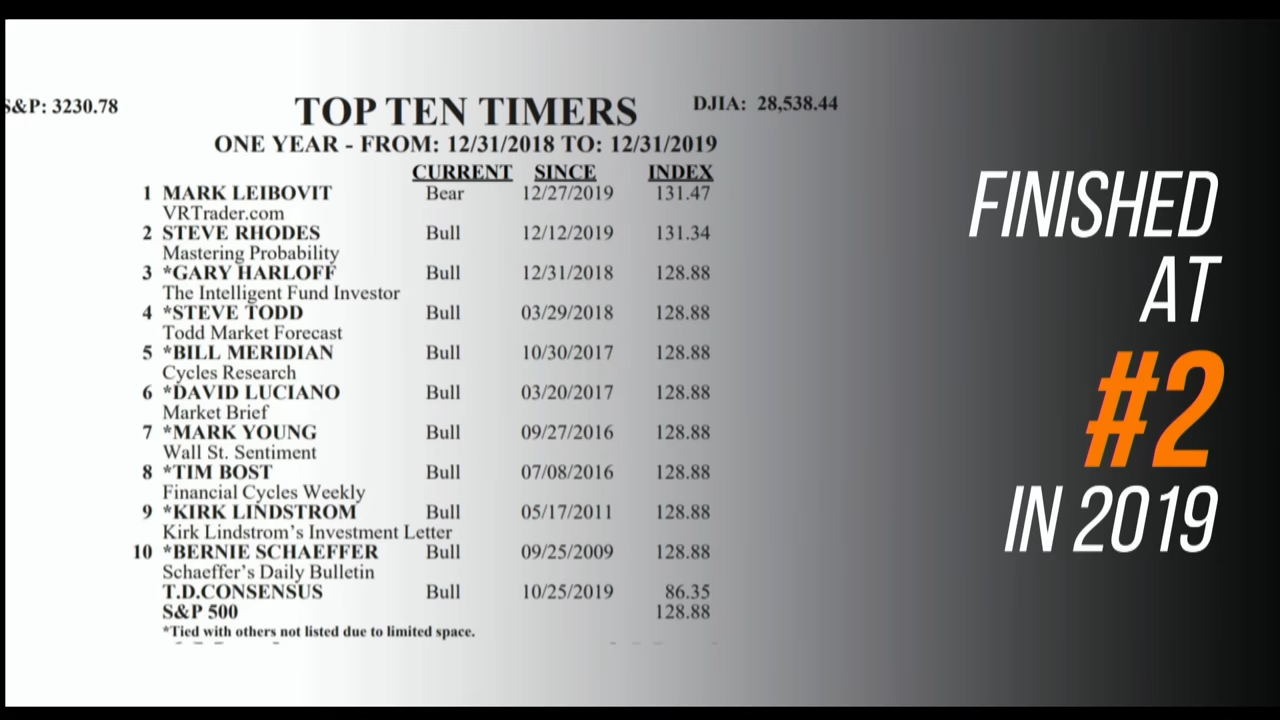 S&P: 3230.78
TOP TEN TIMERS
DJIA: 28,538.44
ONE YEAR - FROM: 12/31/2018 TO: 12/31/2019
CURRENT SINCE INDEX
1 MARK LEIBOVIT Bear 12/27/2019 131.47
VRTrader.com
2 STEVE RHODES Bull 12/12/2019 131.34
Mastering Probability
3 *GARY HARLOFF Bull 12/31/2018 128.88
The Intelligent Fund Investor
4 *STEVE TODD Bull 03/29/2018 128.88
Todd Market Forecast
5 *BILL MERIDIAN Bull 10/30/2017 128.88
Cycles Research
6 *DAVID LUCIANO Bull 03/20/2017 128.88
Market Brief
7 *MARK YOUNG Bull 09/27/2016 128.88
Wall St. Sentiment
8 *TIM BOST Bull 07/08/2016 128.88
Financial Cycles Weekly
9 *KIRK LINDSTROM Bull 05/17/2011 128.88
Kirk Lindstrom's Investment Letter
10 *BERNIE SCHAEFFER Bull 09/25/2009 128.88
Schaeffer's Daily Bulletin
T.D.CONSENSUS Bull 10/25/2019 86.35
S&P 500 128.88
*Tied with others not listed due to limited space.
FINISHED
AT
#2
IN 2019